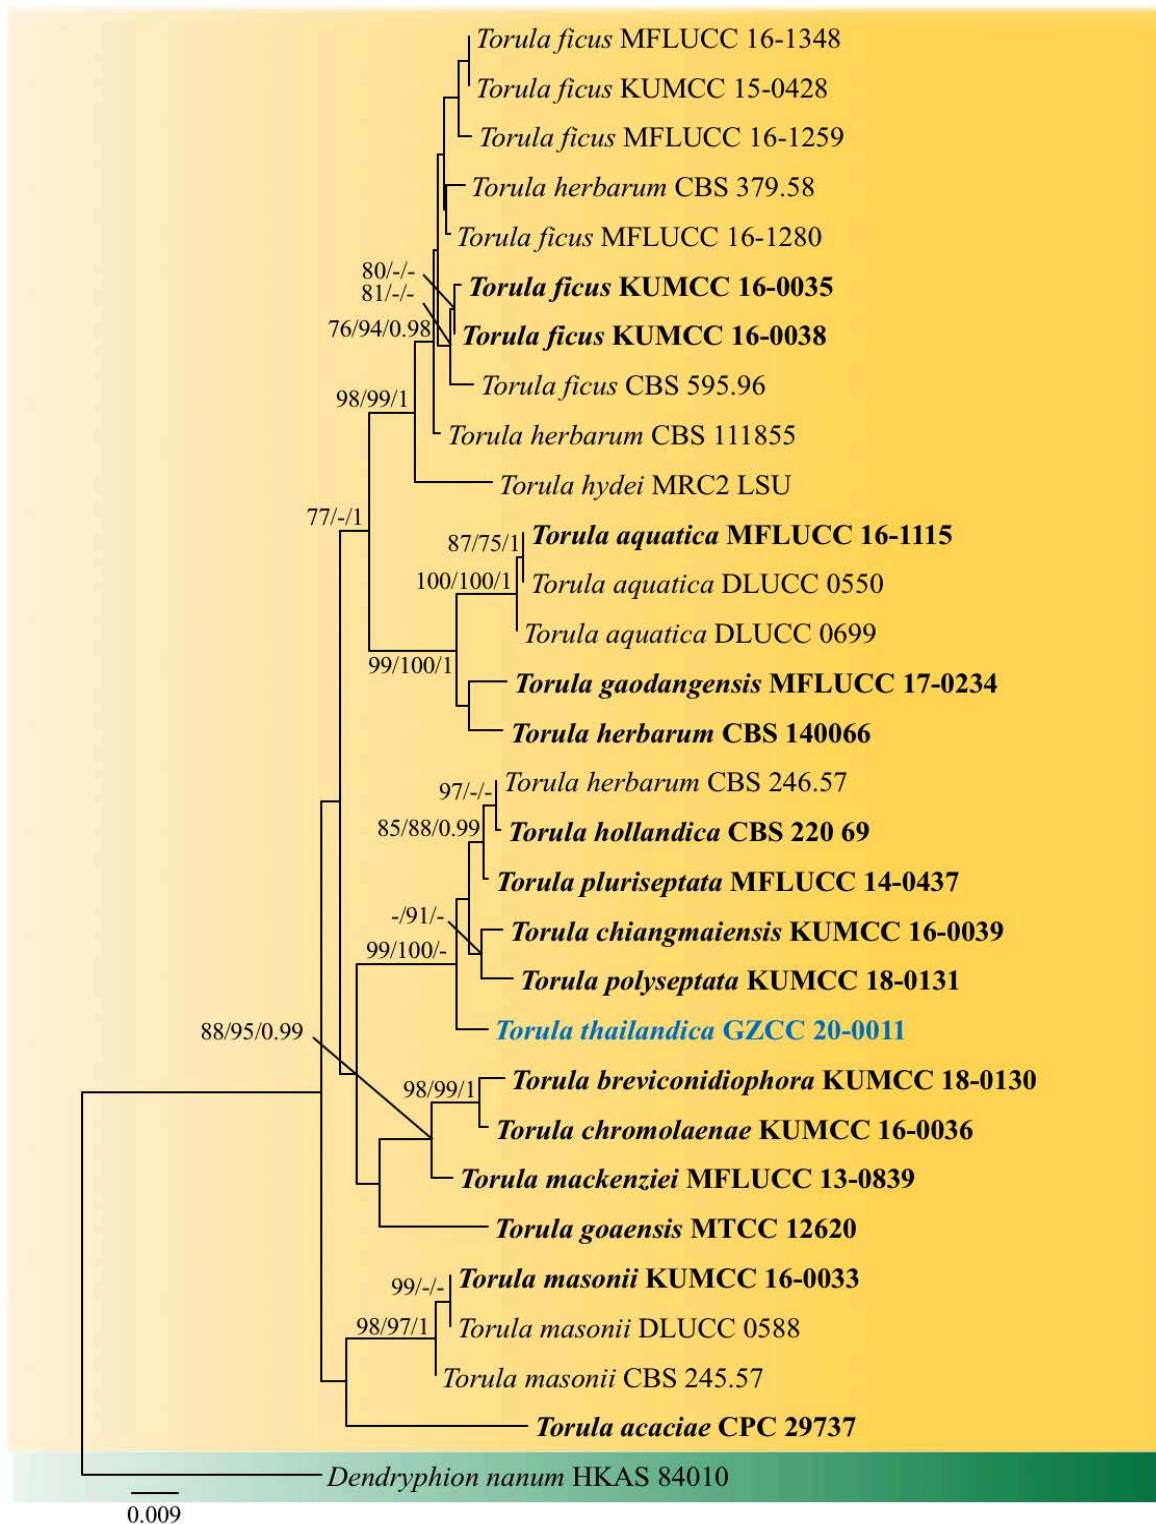 Torula ficus MFLUCC 16-1348
Torula ficus KUMCC 15-0428
Torula ficus MFLUCC 16-1259
Torula herbarum CBS 379.58
Torula ficus MFLUCC 16-1280
80/-/-
Torula ficus KUMCC 16-0035
81/-/-
76/94/0.98
Torula ficus KUMCC 16-0038
Torula ficus CBS 595.96
98/99/1
Torula herbarum CBS 111855
Torula hydei MRC2 LSU
77/-/1
Torula aquatica MFLUCC 16-1115
87/75/1
100/100/1
Torula aquatica DLUCC 0550
Torula aquatica DLUCC 0699
99/100/1
Torula gaodangensis MFLUCC 17-0234
Torula herbarum CBS 140066
Torula herbarum CBS 246.57
97/-/-
85/88/0.99
Torula hollandica CBS 220 69
Torula pluriseptata MFLUCC 14-0437
-/91/-
Torula chiangmaiensis KUMCC 16-0039
99/100/-
Torula polyseptata KUMCC 18-0131
88/95/0.99
Torula thailandica GZCC 20-0011
Torula breviconidiophora KUMCC 18-0130
98/99/1
Torula chromolaenae KUMCC 16-0036
Torula mackenziei MFLUCC 13-0839
Torula goaensis MTCC 12620
Torula masonii KUMCC 16-0033
99/-/-
98/97/1
Torula masonii DLUCC 0588
Torula masonii CBS 245.57
Torula acaciae CPC 29737
Dendryphion nanum HKAS 84010
0.009